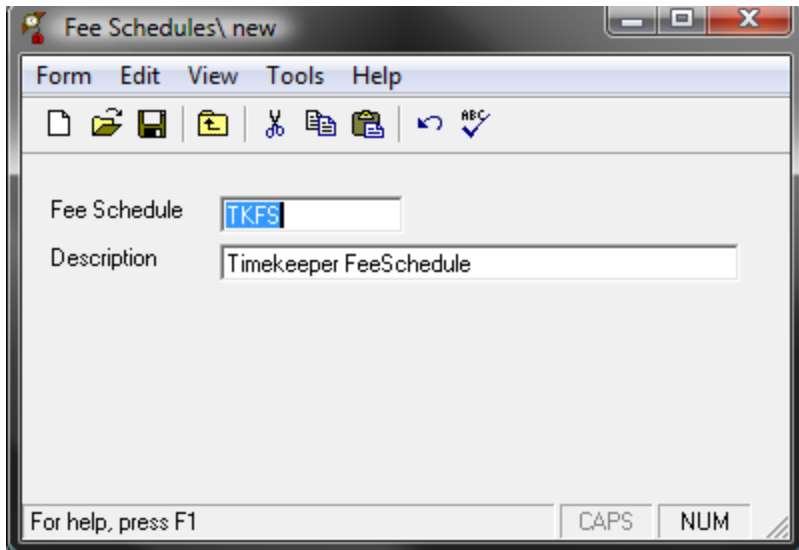 Fee Schedules\ new
Form Edit View Tools Help
ABC
Fee Schedule TKFS
Description Timekeeper FeeSchedule
For help, press F1 CAPS NUM